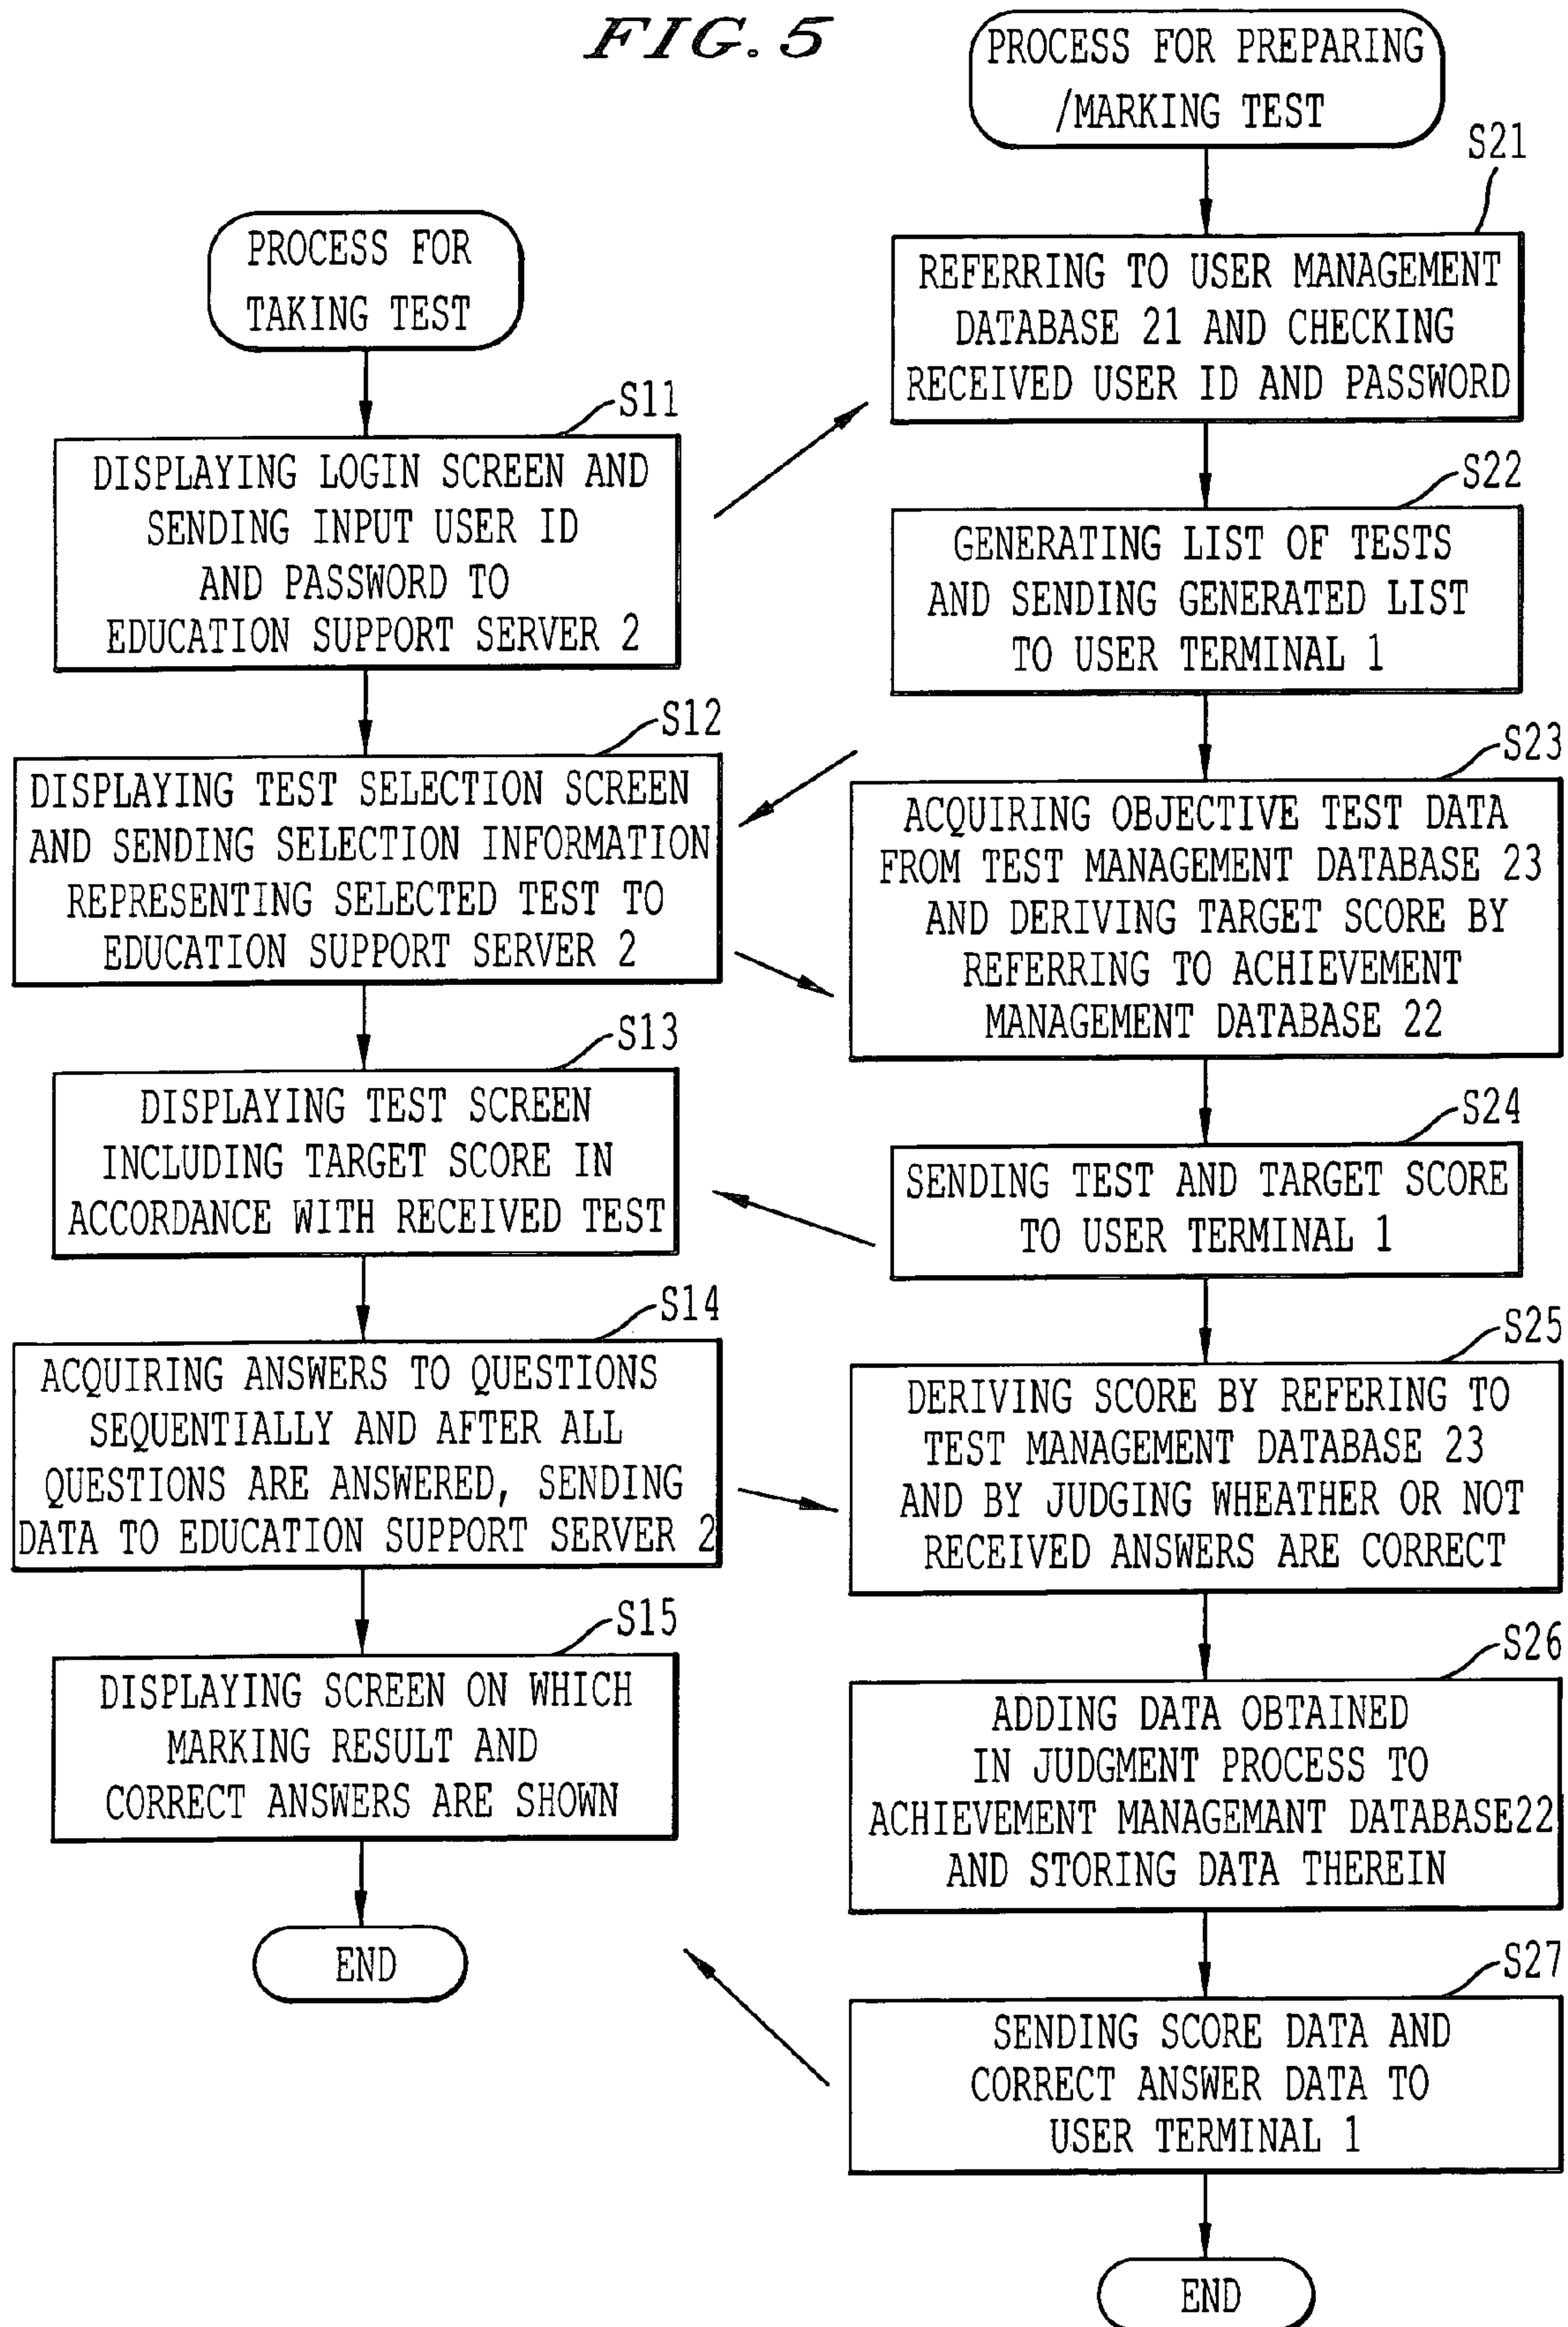 FIG. 5
PROCESS FOR
TAKING TEST
S11
DISPLAYING LOGIN SCREEN AND
SENDING INPUT USER ID
AND PASSWORD TO
EDUCATION SUPPORT SERVER 2
S12
DISPLAYING TEST SELECTION SCREEN
AND SENDING SELECTION INFORMATION
REPRESENTING SELECTED TEST TO
EDUCATION SUPPORT SERVER 2
S13
DISPLAYING TEST SCREEN
INCLUDING TARGET SCORE IN
ACCORDANCE WITH RECEIVED TEST
S14
ACQUIRING ANSWERS TO QUESTIONS
SEQUENTIALLY AND AFTER ALL
QUESTIONS ARE ANSWERED, SENDING
DATA TO EDUCATION SUPPORT SERVER 2
S15
DISPLAYING SCREEN ON WHICH
MARKING RESULT AND
CORRECT ANSWERS ARE SHOWN
END
PROCESS FOR PREPARING
/MARKING TEST
S21
REFERRING TO USER MANAGEMENT
DATABASE 21 AND CHECKING
RECEIVED USER ID AND PASSWORD
S22
GENERATING LIST OF TESTS
AND SENDING GENERATED LIST
TO USER TERMINAL 1
S23
ACQUIRING OBJECTIVE TEST DATA
FROM TEST MANAGEMENT DATABASE 23
AND DERIVING TARGET SCORE BY
REFERRING TO ACHIEVEMENT
MANAGEMENT DATABASE 22
S24
SENDING TEST AND TARGET SCORE
TO USER TERMINAL 1
S25
DERIVING SCORE BY REFERING TO
TEST MANAGEMENT DATABASE 23
AND BY JUDGING WHEATHER OR NOT
RECEIVED ANSWERS ARE CORRECT
S26
ADDING DATA OBTAINED
IN JUDGMENT PROCESS TO
ACHIEVEMENT MANAGEMANT DATABASE22
AND STORING DATA THEREIN
S27
SENDING SCORE DATA AND
CORRECT ANSWER DATA TO
USER TERMINAL 1
END